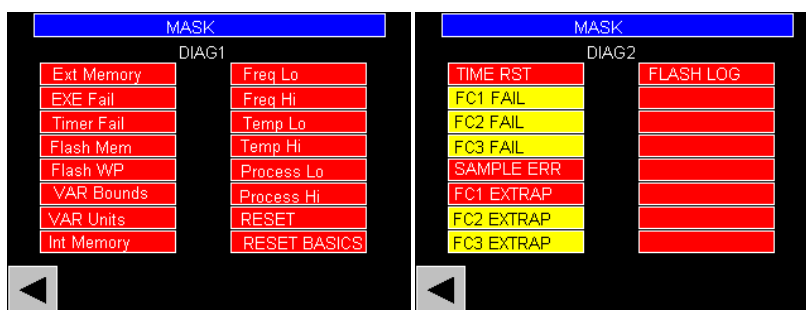 MASK
DIAG1
Ext Memory
EXE Fail
Timer Fail
Flash Mem
Flash WP
VAR Bounds
VAR Units
Int Memory
Freq Lo
Freq Hi
Temp Lo
Temp Hi
Process Lo
Process Hi
RESET
RESET BASICS
MASK
DIAG2
TIME RST
FC1 FAIL
FC2 FAIL
FC3 FAIL
SAMPLE ERR
FC1 EXTRAP
FC2 EXTRAP
FC3 EXTRAP
FLASH LOG